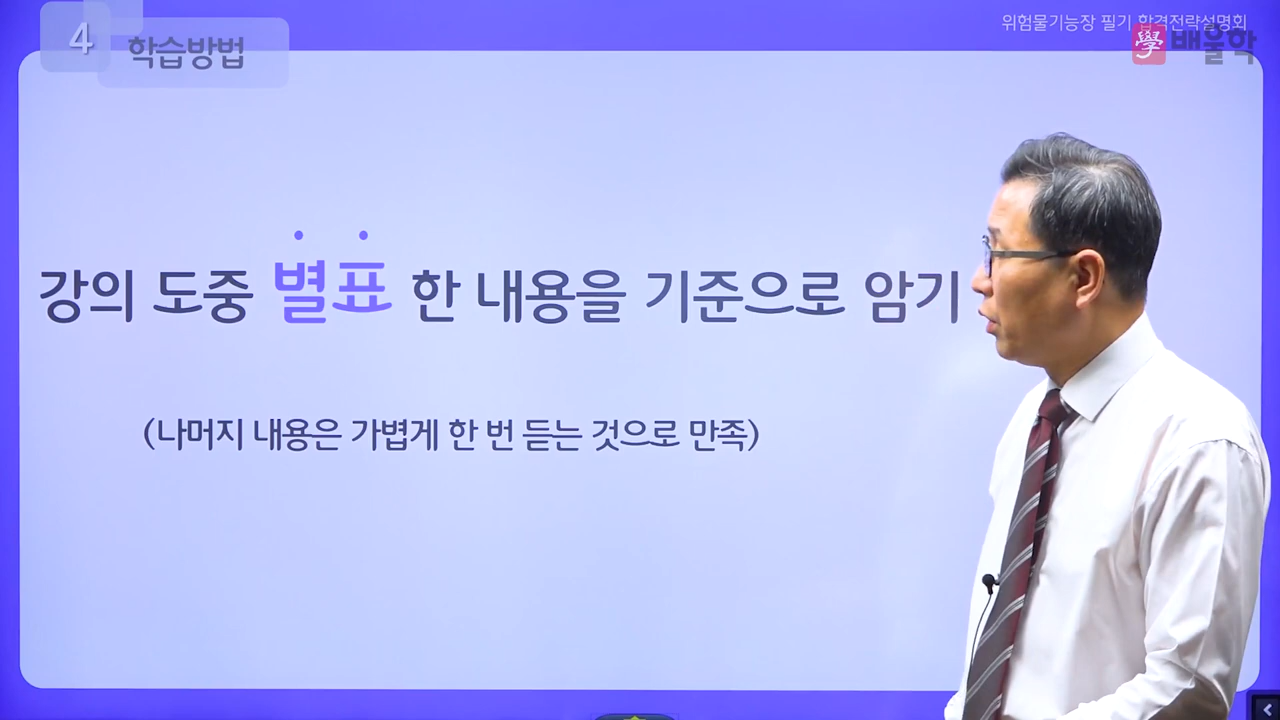 4
학습방법
위험물기능장 필기 합격전략설명회
學 배울학
강의 도중 별표 한 내용을 기준으로 암기
(나머지 내용은 가볍게 한 번 듣는 것으로 만족)